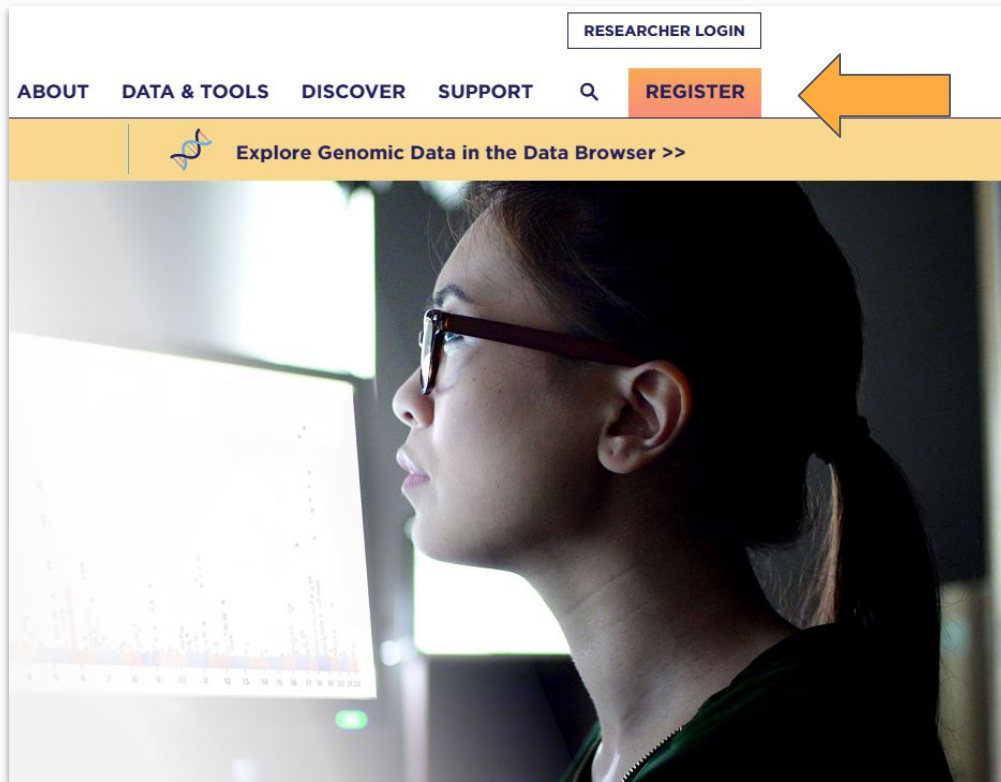 RESEARCHER LOGIN
ABOUT DATA & TOOLS DISCOVER SUPPORT REGISTER
Explore Genomic Data in the Data Browser >>